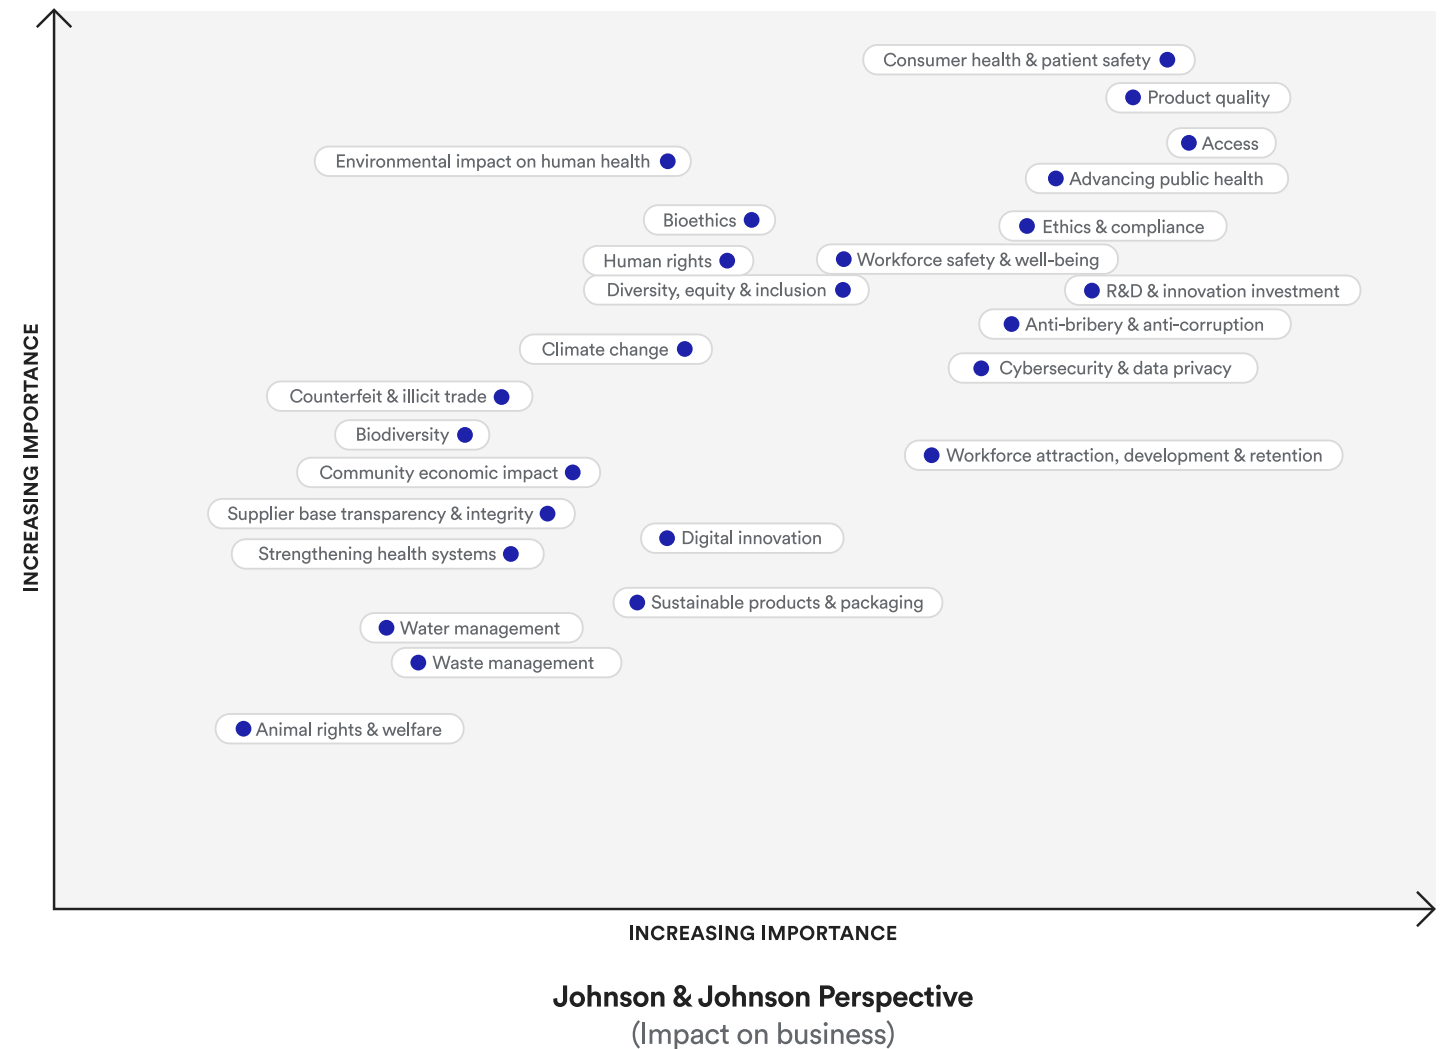 Consumer health & patient safety
Product quality
Access
Environmental impact on human health
Advancing public health
Bioethics
Ethics & compliance
Human rights
Workforce safety & well-being
Diversity, equity & inclusion
R&D & innovation investment
Anti-bribery & anti-corruption
Climate change
Cybersecurity & data privacy
Counterfeit & illicit trade
Biodiversity
Workforce attraction, development & retention
Community economic impact
Supplier base transparency & integrity
Digital innovation
Strengthening health systems
Sustainable products & packaging
Water management
Waste management
Animal rights & welfare
INCREASING IMPORTANCE
INCREASING IMPORTANCE
Johnson & Johnson Perspective
(Impact on business)